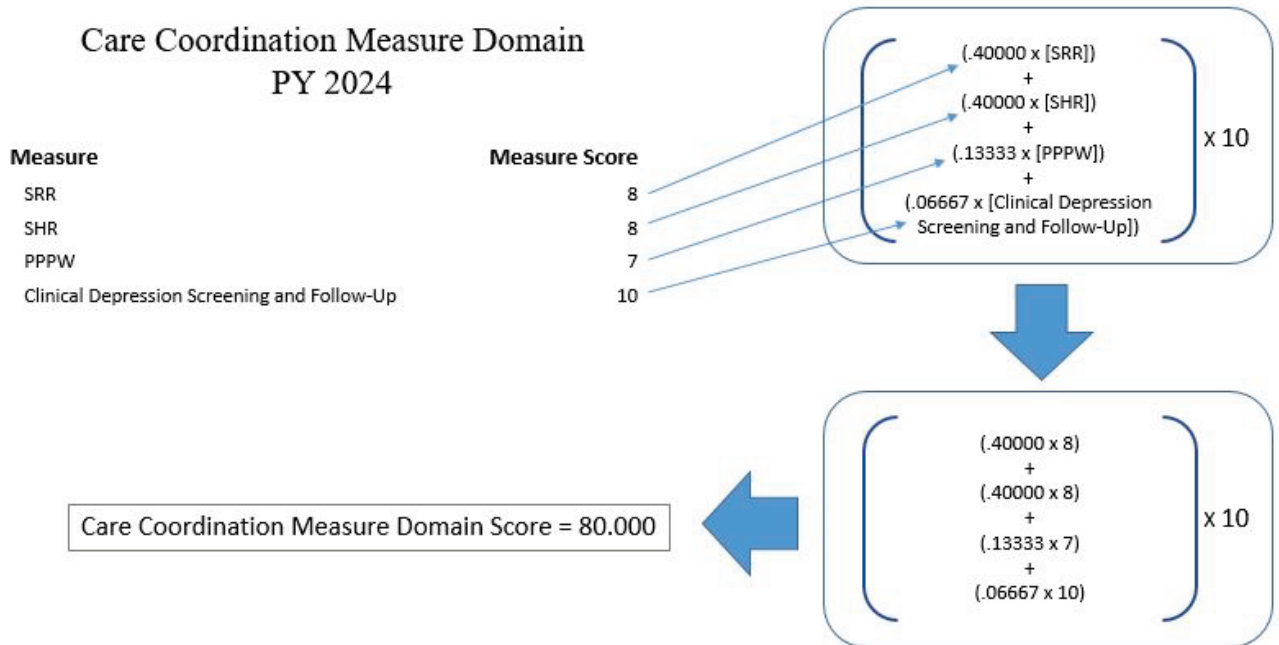 Care Coordination Measure Domain
PY 2024
Measure Measure Score
SRR 8
SHR 8
PPPW 7
Clinical Depression Screening and Follow-Up 10
(.40000 x [SRR])
+
(.40000 x [SHR])
+
(.13333 x [PPPW])
+
(.06667 x [Clinical Depression
Screening and Follow-Up])
x 10
(.40000 x 8)
+
(.40000 x 8)
+
(.13333 x 7)
+
(.06667 x 10)
x 10
Care Coordination Measure Domain Score = 80.000